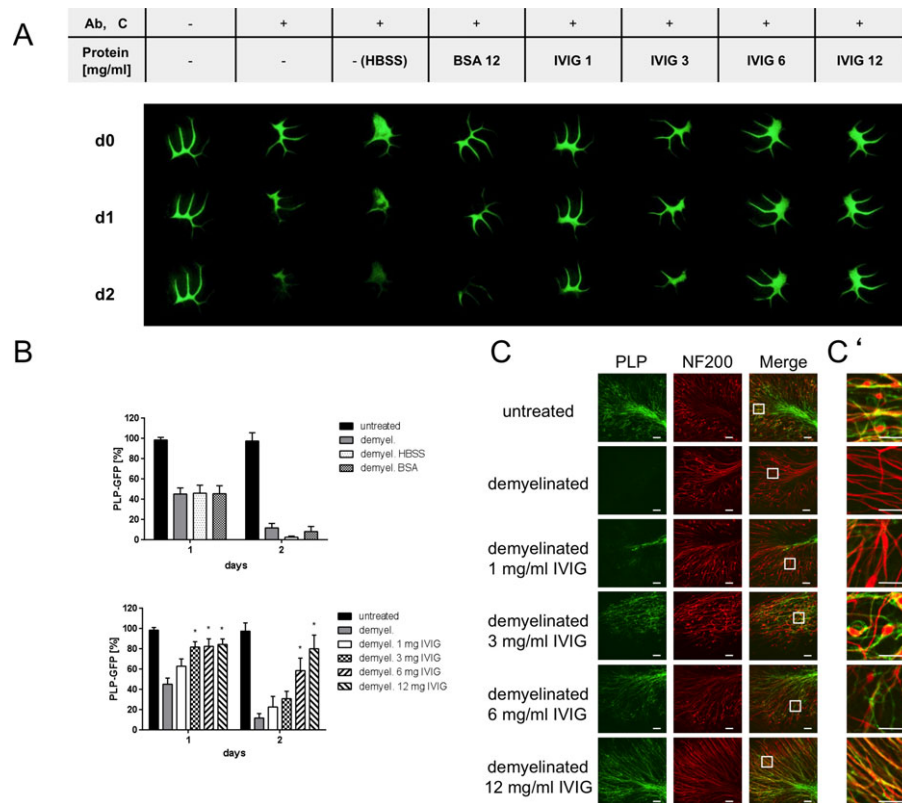 A
Ab, C - + + + + + + +
Protein [mg/ml] - - - (HBSS) BSA 12 IVIG 1 IVIG 3 IVIG 6 IVIG 12
d0
d1
d2
B
PLP-GFP [%]
120
100
80
60
40
20
0
1 2
days
untreated
demyel.
demyel. HBSS
demyel. BSA
PLP-GFP [%]
120
100
80
60
40
20
0
* * * * *
1 2
days
untreated
demyel.
demyel. 1 mg IVIG
demyel. 3 mg IVIG
demyel. 6 mg IVIG
demyel. 12 mg IVIG
C C '
PLP NF200 Merge
untreated
demyelinated
demyelinated
1 mg/ml IVIG
demyelinated
3 mg/ml IVIG
demyelinated
6 mg/ml IVIG
demyelinated
12 mg/ml IVIG